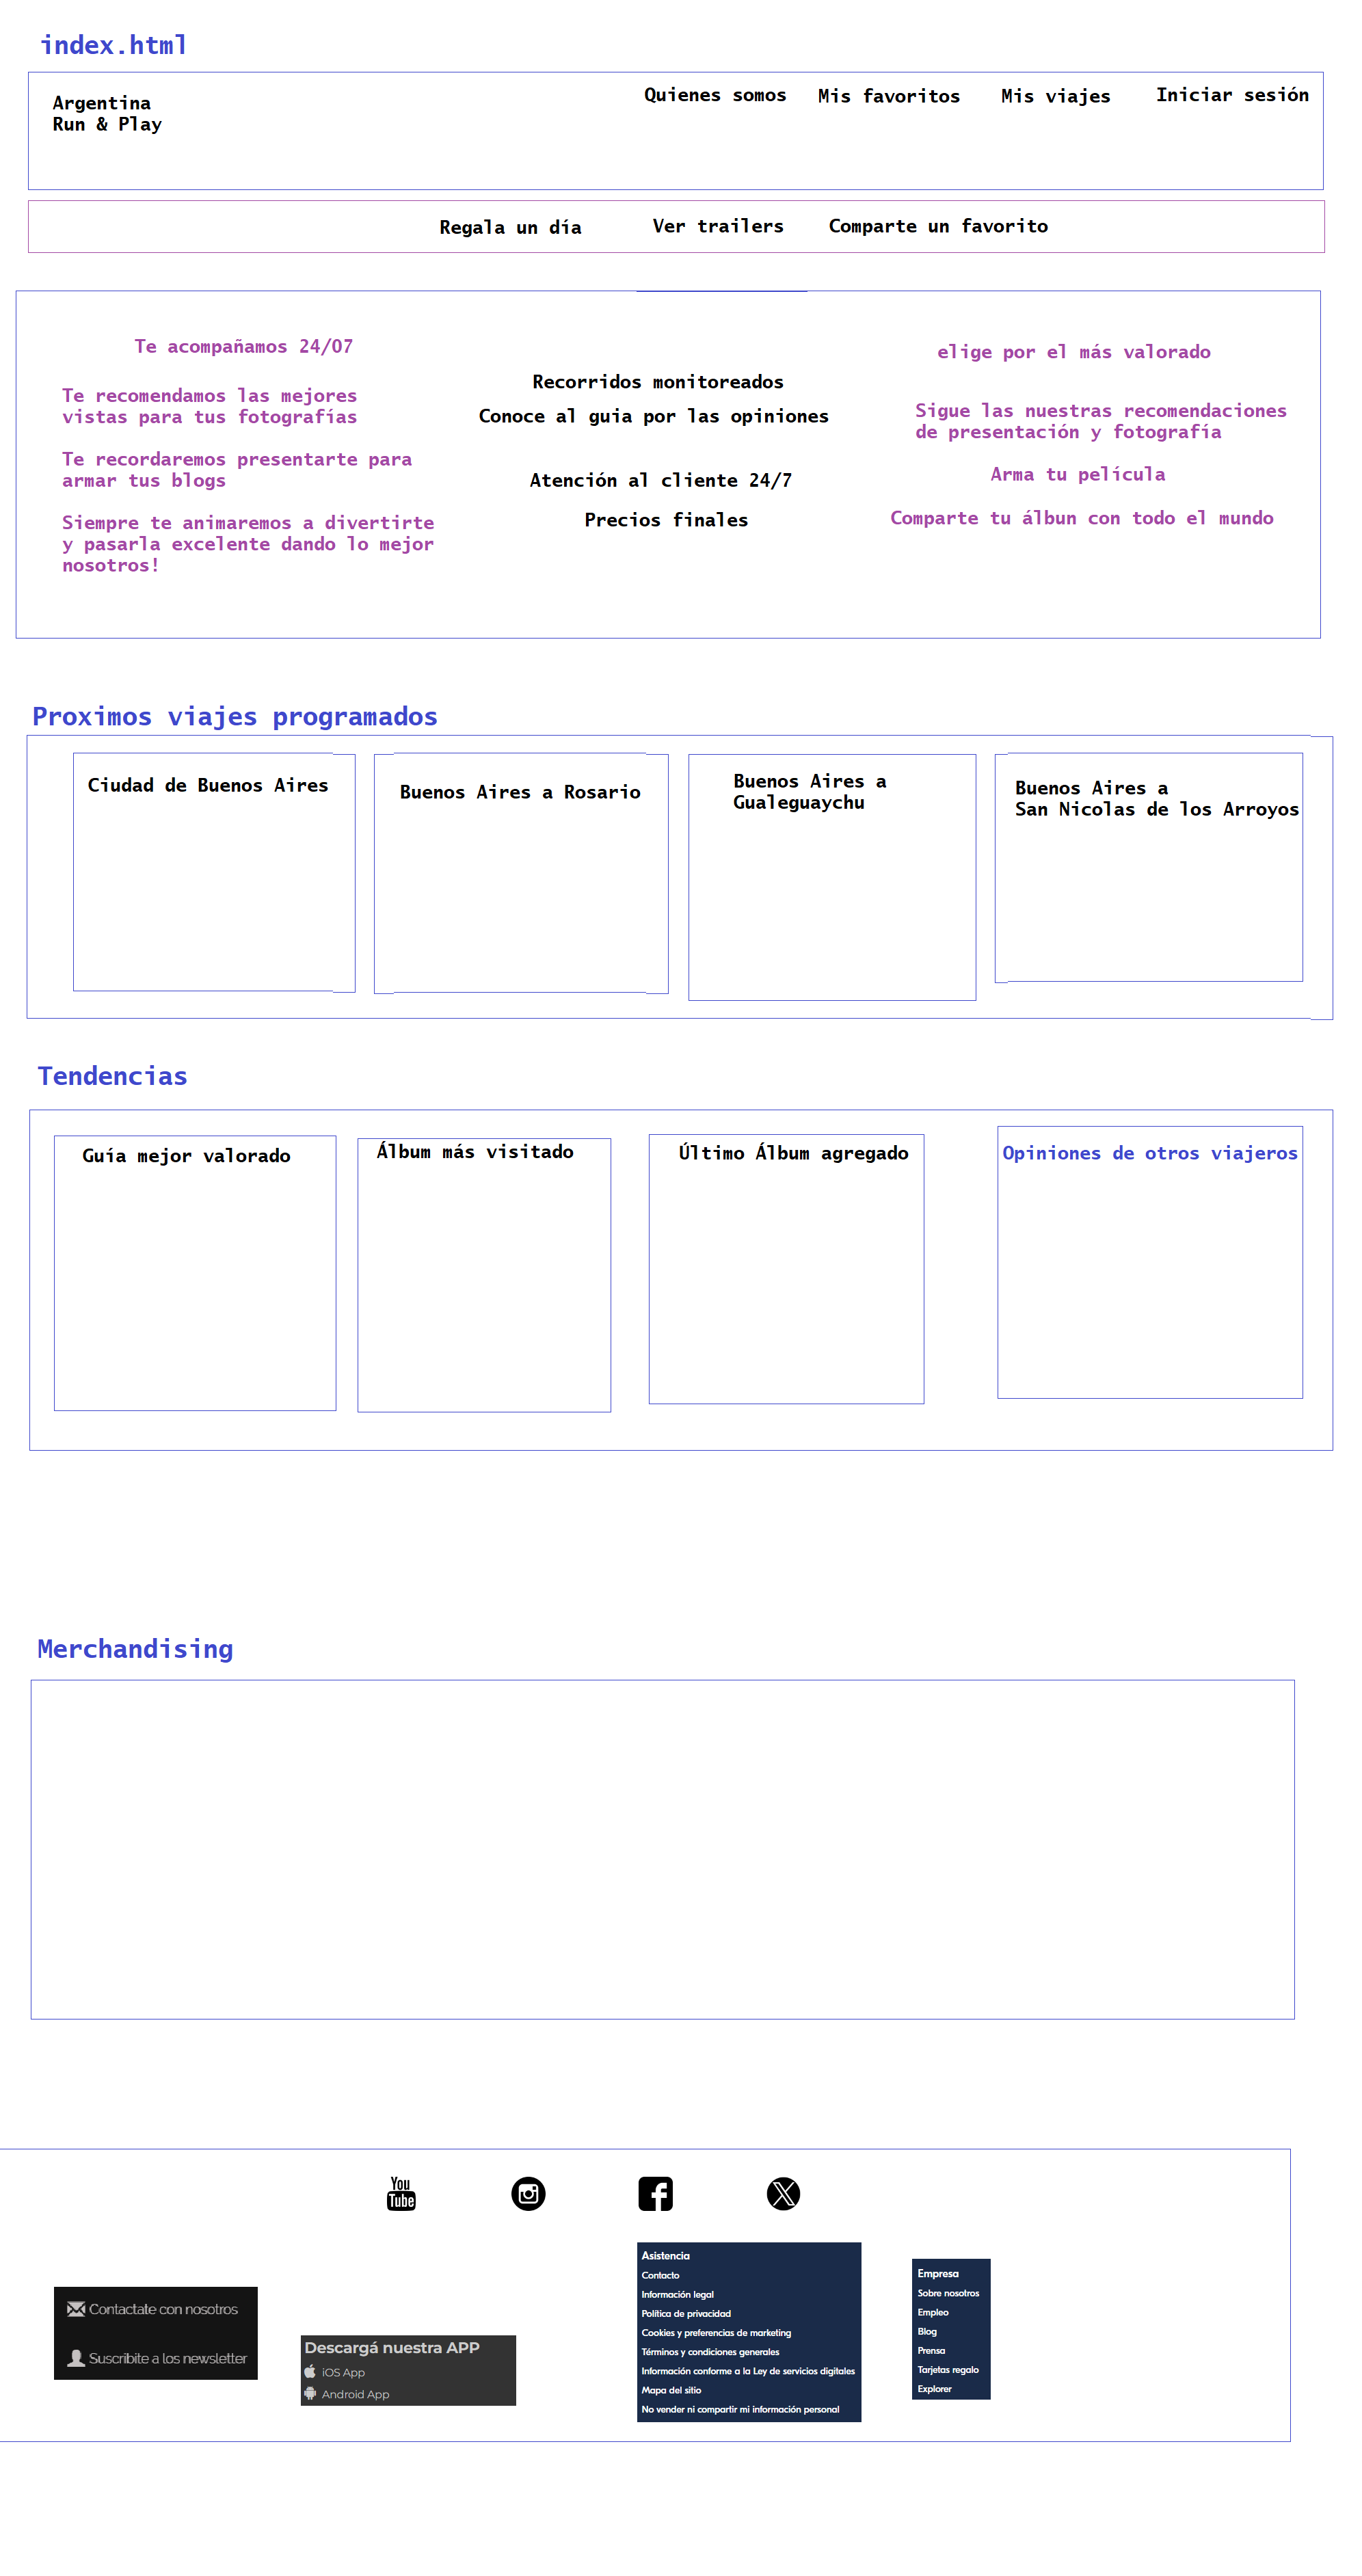 index.html
Argentina
Run & Play
Quienes somos
Mis favoritos
Mis viajes
Iniciar sesión
Regala un día
Ver trailers
Comparte un favorito
Te acompañamos 24/07
Te recomendamos las mejores
vistas para tus fotografías
Te recordaremos presentarte para
armar tus blogs
Siempre te animaremos a divertirte
y pasarla excelente dando lo mejor
nosotros!
Recorridos monitoreados
Conoce al guia por las opiniones
Atención al cliente 24/7
Precios finales
elige por el más valorado
Sigue las nuestras recomendaciones
de presentación y fotografía
Arma tu película
Comparte tu álbun con todo el mundo
Proximos viajes programados
Ciudad de Buenos Aires
Buenos Aires a Rosario
Buenos Aires a
Gualeguaychu
Buenos Aires a
San Nicolas de los Arroyos
Tendencias
Guía mejor valorado
Álbum más visitado
Último Álbum agregado
Opiniones de otros viajeros
Merchandising
You
Tube
Contactate con nosotros
Suscribite a los newsletter
Descargá nuestra APP
iOS App
Android App
Asistencia
Contacto
Información legal
Política de privacidad
Cookies y preferencias de marketing
Términos y condiciones generales
Información conforme a la Ley de servicios digitales
Mapa del sitio
No vender ni compartir mi información personal
Empresa
Sobre nosotros
Empleo
Blog
Prensa
Tarjetas regalo
Explorer